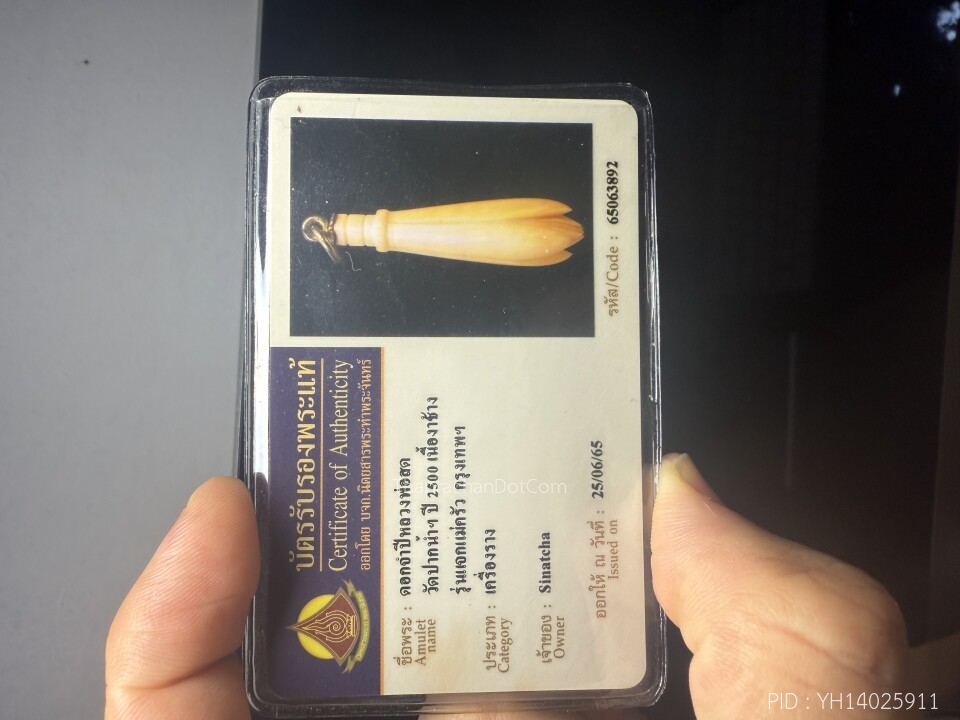 บัตรรับรองพระแท้
Certificate of Authenticity
ออกโดย บจก.นิตยสารพระท่าพระจันทร์
ชื่อพระ : ดอกจำปีหลวงพ่อสด
Amulet
name
วัดปากน้ำฯ ปี 2500 เนื้องาช้าง
รุ่นแจกแม่ครัว กรุงเทพฯ
ประเภท : เครื่องราง
Category
เจ้าของ : Sinatcha
Owner
ออกให้ ณ วันที่ : 25/06/65
Issued on
รหัส/Code : 65063892
PID : YH14025911